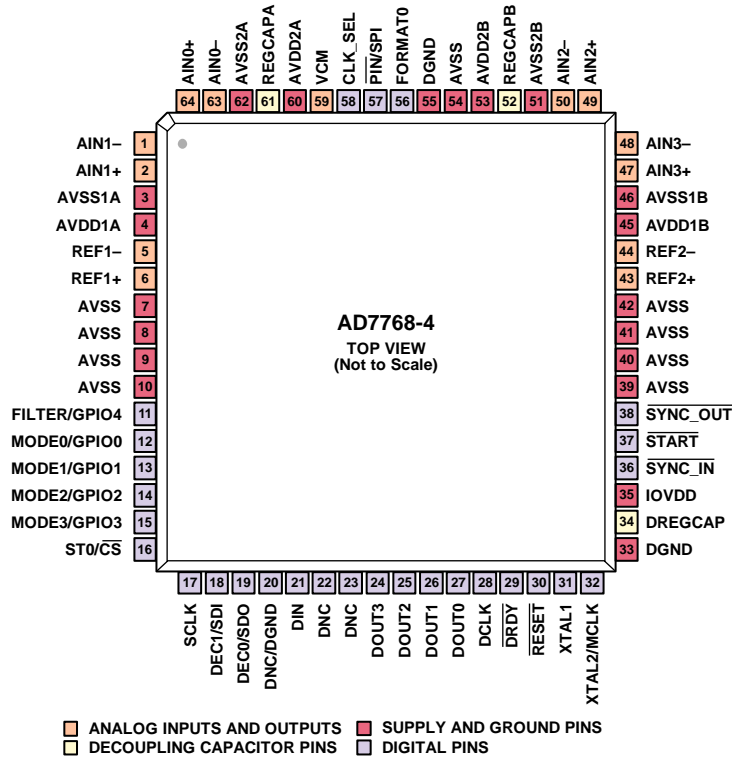 AIN0+
AIN0–
AVSS2A
REGCAPA
AVDD2A
VCM
CLK_SEL
PIN/SPI
FORMAT0
DGND
AVSS
AVDD2B
REGCAPB
AVSS2B
AIN2–
AIN2+
64 63 62 61 60 59 58 57 56 55 54 53 52 51 50 49
AIN1– 1
AIN1+ 2
AVSS1A 3
AVDD1A 4
REF1– 5
REF1+ 6
AVSS 7
AVSS 8
AVSS 9
AVSS 10
FILTER/GPIO4 11
MODE0/GPIO0 12
MODE1/GPIO1 13
MODE2/GPIO2 14
MODE3/GPIO3 15
ST0/CS 16
AD7768-4
TOP VIEW
(Not to Scale)
48 AIN3–
47 AIN3+
46 AVSS1B
45 AVDD1B
44 REF2–
43 REF2+
42 AVSS
41 AVSS
40 AVSS
39 AVSS
38 SYNC_OUT
37 START
36 SYNC_IN
35 IOVDD
34 DREGCAP
33 DGND
17 18 19 20 21 22 23 24 25 26 27 28 29 30 31 32
SCLK
DEC1/SDI
DEC0/SDO
DNC/DGND
DIN
DNC
DNC
DOUT3
DOUT2
DOUT1
DOUT0
DCLK
DRDY
RESET
XTAL1
XTAL2/MCLK
ANALOG INPUTS AND OUTPUTS
SUPPLY AND GROUND PINS
DECOUPLING CAPACITOR PINS
DIGITAL PINS